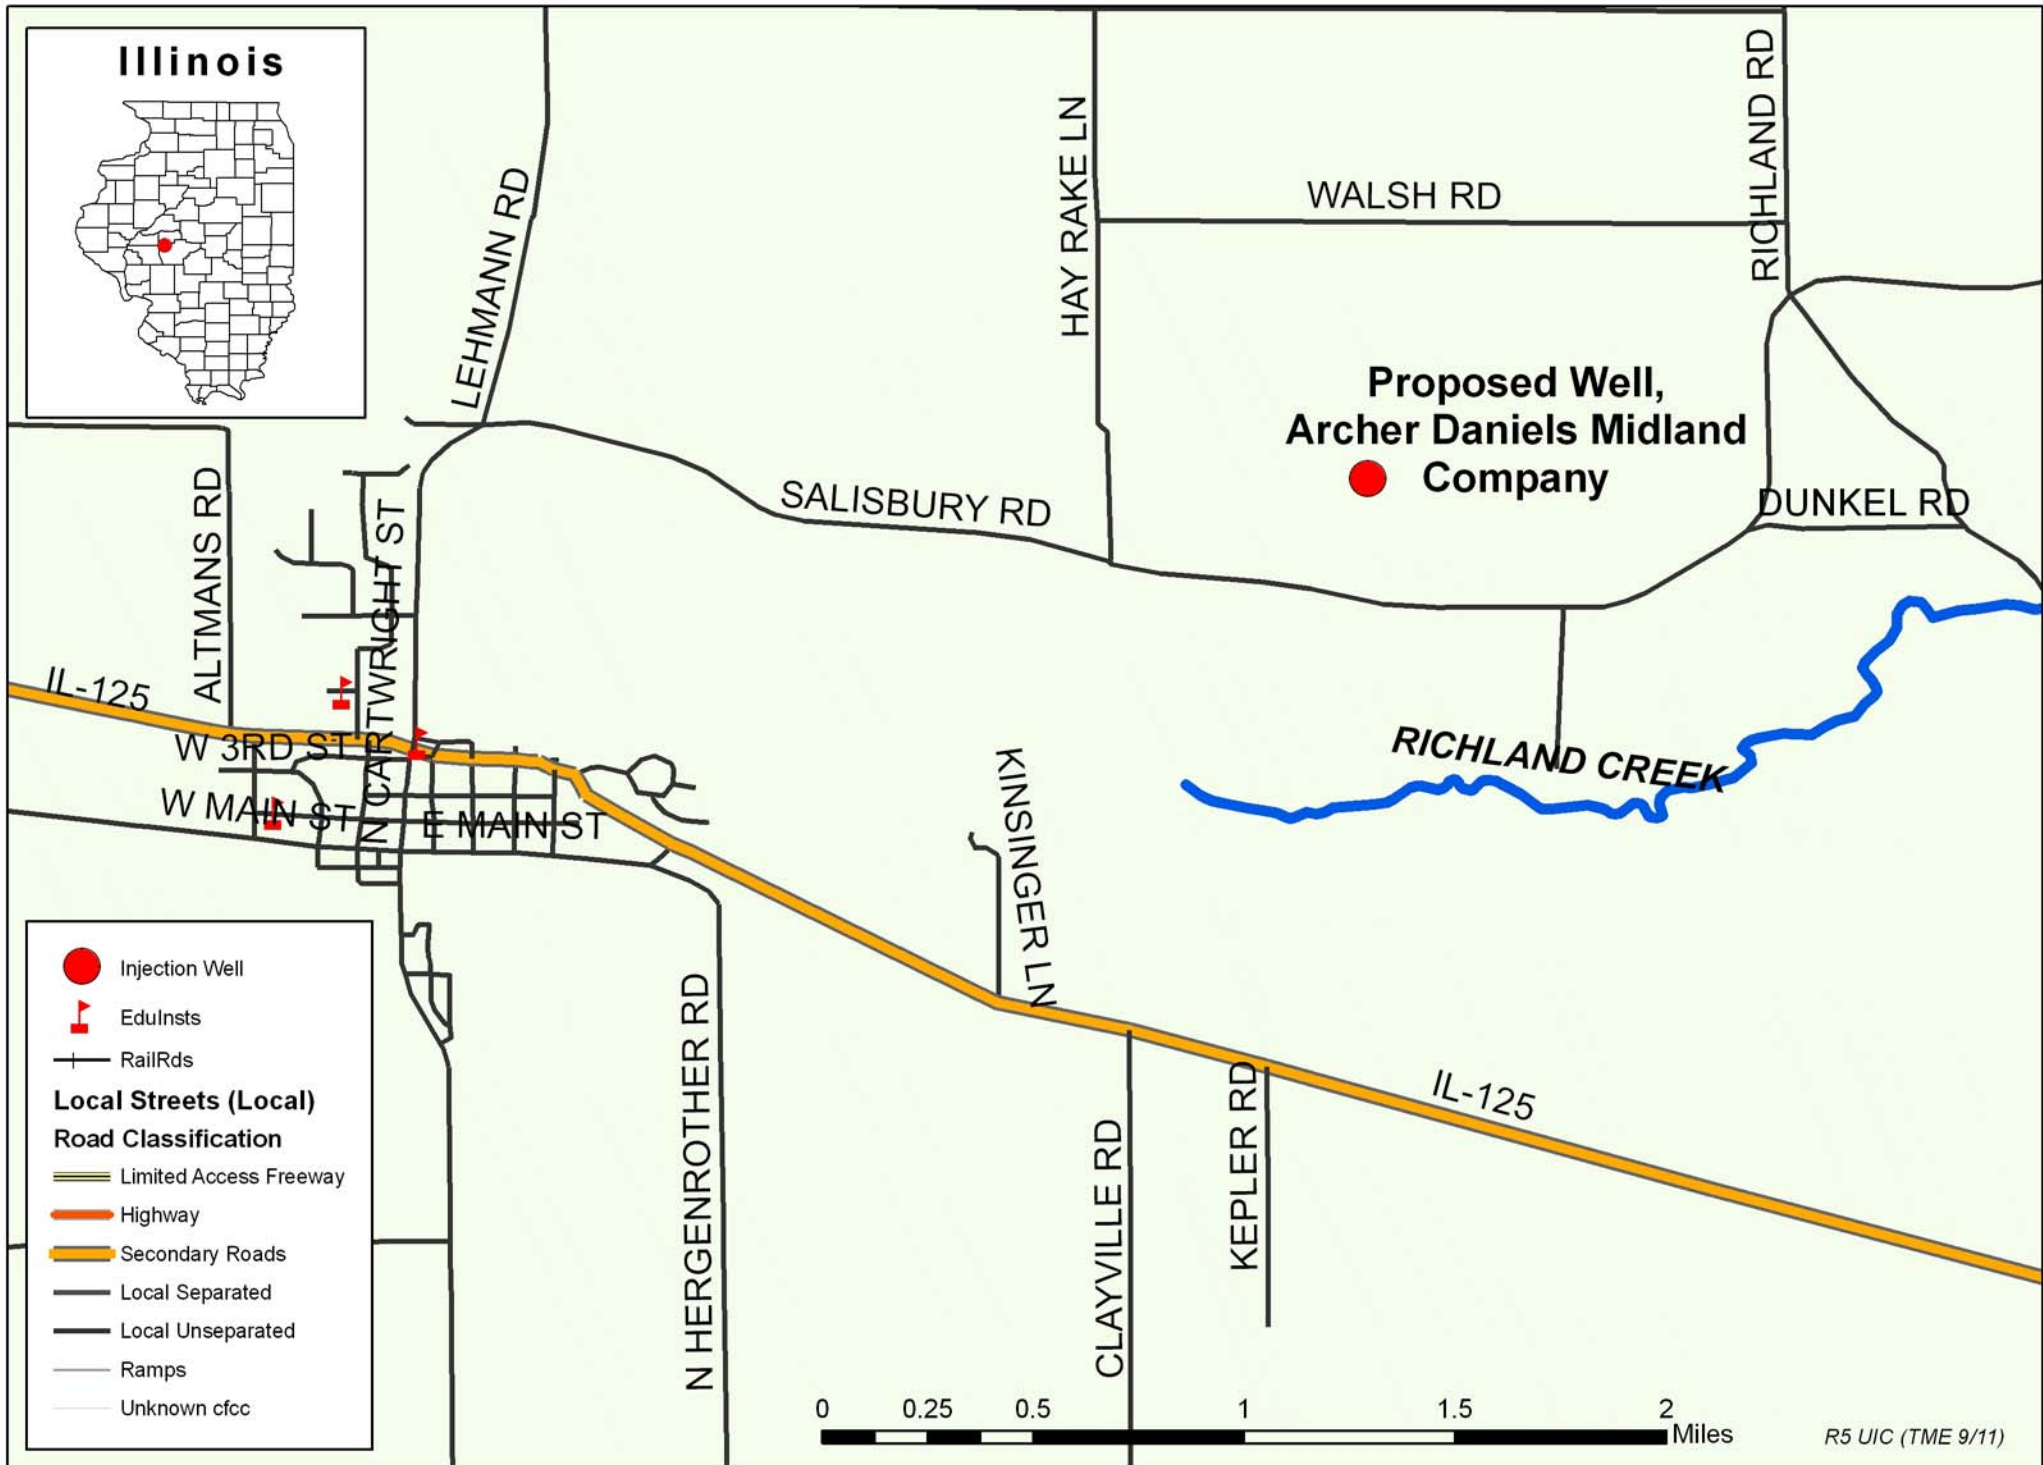 Illinois
LEHMANN RD
HAY RAKE LN
WALSH RD
RICHLAND RD
Proposed Well,
Archer Daniels Midland
Company
DUNKEL RD
SALISBURY RD
ALTMANS RD
N CARTWRIGHT ST
IL-125
W 3RD ST
W MAIN ST
E MAIN ST
RICHLAND CREEK
KINSINGER LN
N HERGENROTHER RD
CLAYVILLE RD
KEPLER RD
IL-125
Injection Well
EduInsts
RailRds
Local Streets (Local)
Road Classification
Limited Access Freeway
Highway
Secondary Roads
Local Separated
Local Unseparated
Ramps
Unknown cfcc
0 0.25 0.5 1 1.5 2
Miles
R5 UIC (TME 9/11)